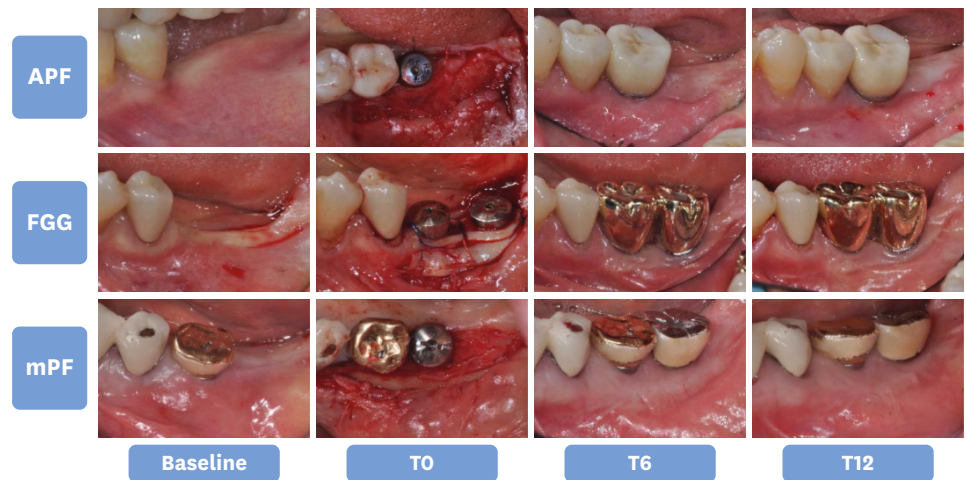 APF
FGG
mPF
Baseline
T0
T6
T12